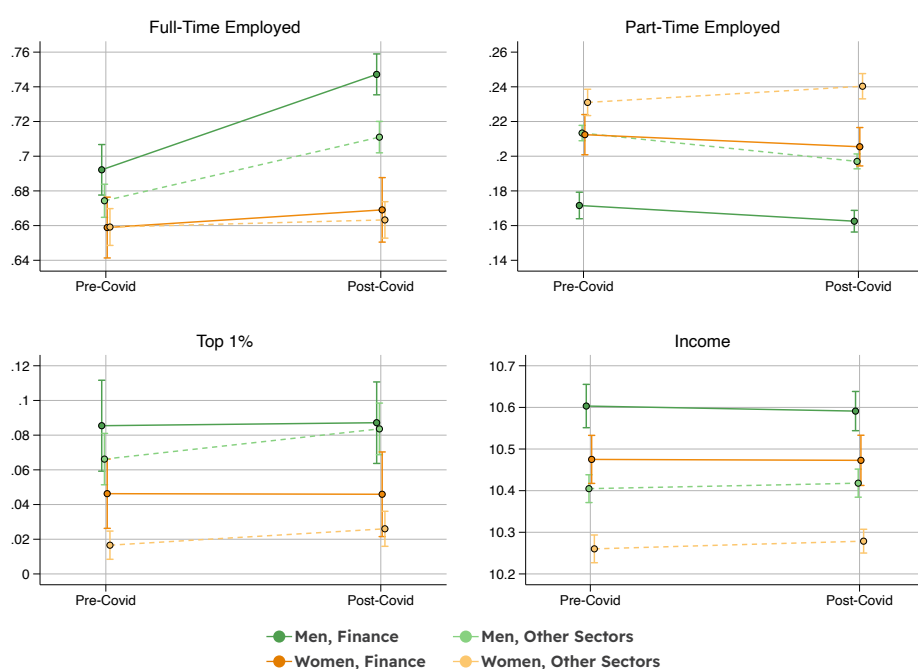 Full-Time Employed
.76
.74
.72
.7
.68
.66
.64
Pre-Covid Post-Covid
Part-Time Employed
.26
.24
.22
.2
.18
.16
.14
Pre-Covid Post-Covid
Top 1%
.12
.1
.08
.06
.04
.02
0
Pre-Covid Post-Covid
Income
10.7
10.6
10.5
10.4
10.3
10.2
Pre-Covid Post-Covid
Men, Finance Men, Other Sectors
Women, Finance Women, Other Sectors